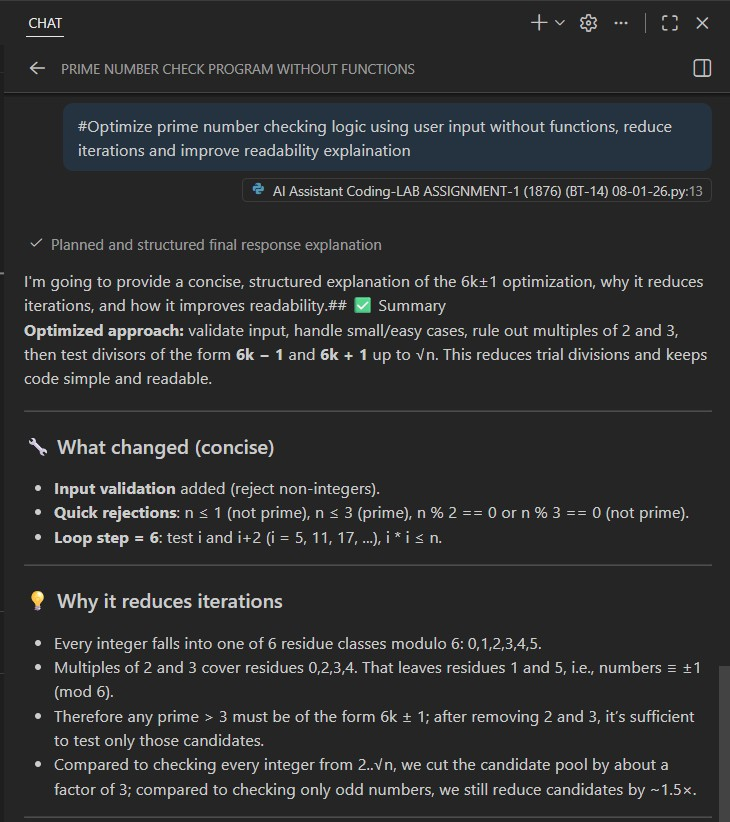 CHAT
PRIME NUMBER CHECK PROGRAM WITHOUT FUNCTIONS
#Optimize prime number checking logic using user input without functions, reduce
iterations and improve readability explaination
AI Assistant Coding-LAB ASSIGNMENT-1 (1876) (BT-14) 08-01-26.py:13
Planned and structured final response explanation
I'm going to provide a concise, structured explanation of the 6k±1 optimization, why it reduces
iterations, and how it improves readability.## ✅ Summary
Optimized approach: validate input, handle small/easy cases, rule out multiples of 2 and 3,
then test divisors of the form 6k − 1 and 6k + 1 up to √n. This reduces trial divisions and keeps
code simple and readable.
🔧 What changed (concise)
• Input validation added (reject non-integers).
• Quick rejections: n ≤ 1 (not prime), n ≤ 3 (prime), n % 2 == 0 or n % 3 == 0 (not prime).
• Loop step = 6: test i and i+2 (i = 5, 11, 17, ...), i * i ≤ n.
💡 Why it reduces iterations
• Every integer falls into one of 6 residue classes modulo 6: 0,1,2,3,4,5.
• Multiples of 2 and 3 cover residues 0,2,3,4. That leaves residues 1 and 5, i.e., numbers ≡ ±1
(mod 6).
• Therefore any prime > 3 must be of the form 6k ± 1; after removing 2 and 3, it's sufficient
to test only those candidates.
• Compared to checking every integer from 2..√n, we cut the candidate pool by about a
factor of 3; compared to checking only odd numbers, we still reduce candidates by ~1.5×.